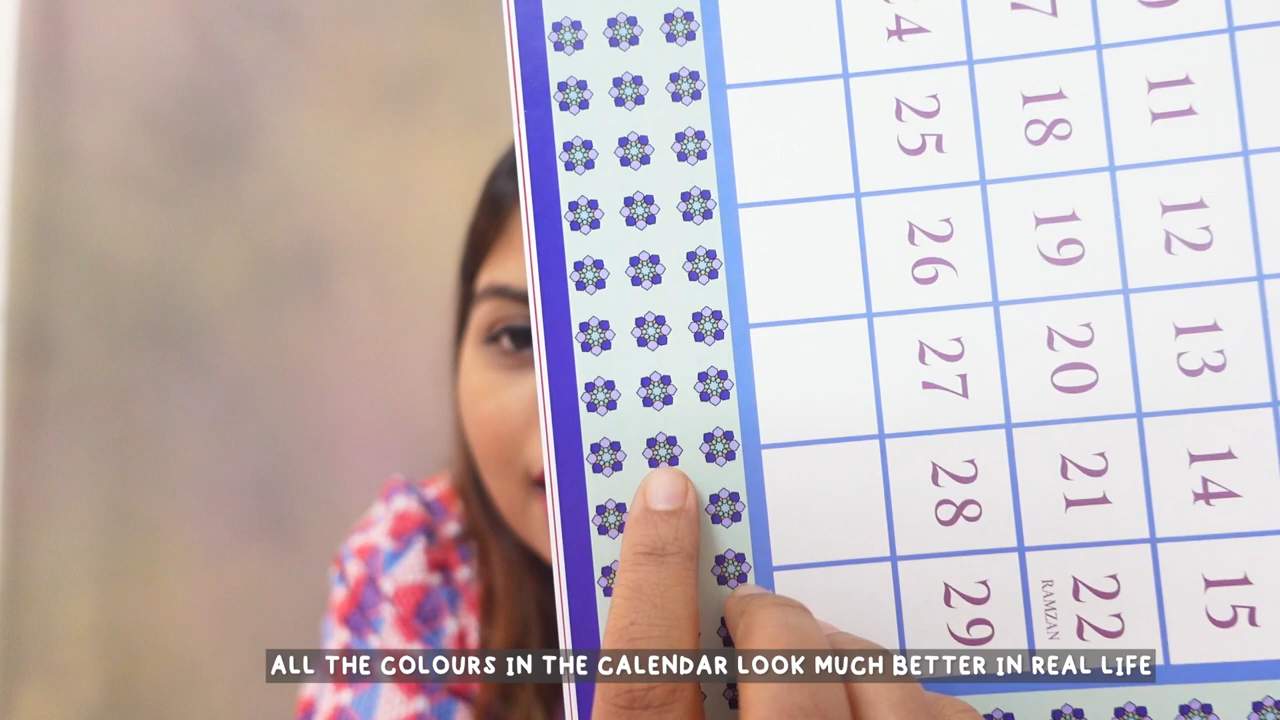 11 12 13 14 15
18 19 20 21 22
RAMZAN
24 25 26 27 28 29
ALL THE COLOURS IN THE CALENDAR LOOK MUCH BETTER IN REAL LIFE